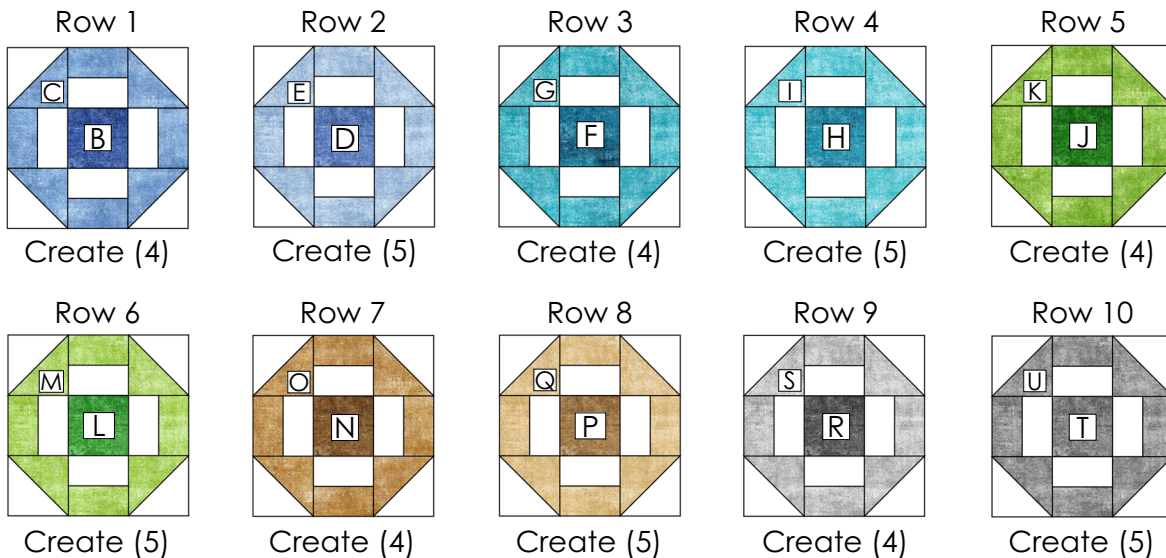 Row 1 Row 2 Row 3 Row 4 Row 5
C E G I K
B D F H J
Create (4) Create (5) Create (4) Create (5) Create (4)
Row 6 Row 7 Row 8 Row 9 Row 10
M O Q S U
L N P R T
Create (5) Create (4) Create (5) Create (4) Create (5)